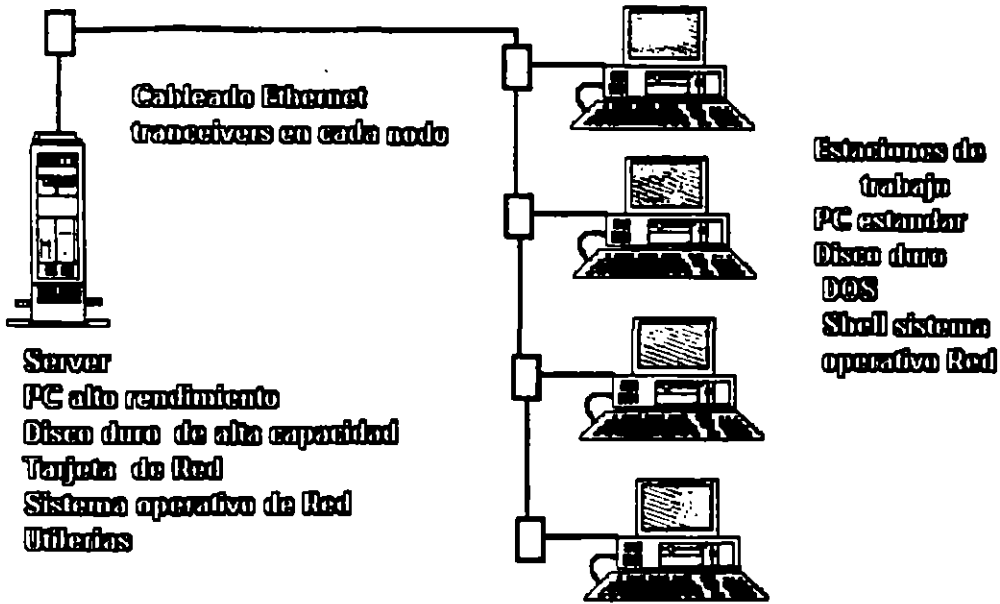 Cableado Ethernet
tranceivers en cada nodo
Estaciones de
trabajo
PC estandar
Disco duro
DOS
Shell sistema
operativo Red
Server
PC alto rendimiento
Disco duro de alta capacidad
Tarjeta de Red
Sistema operativo de Red
Utilerias